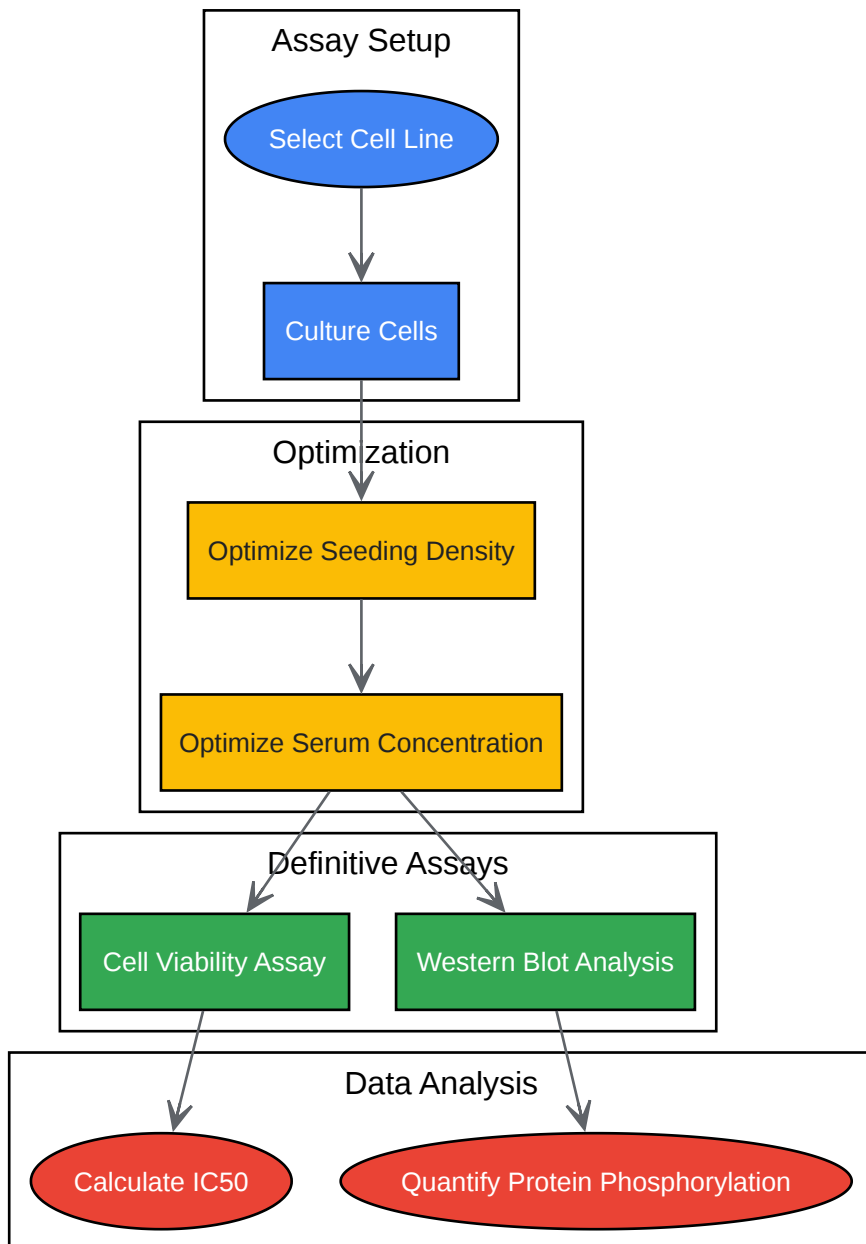 Assay Setup
Select Cell Line
Culture Cells
Optimization
Optimize Seeding Density
Optimize Serum Concentration
Definitive Assays
Cell Viability Assay
Western Blot Analysis
Data Analysis
Calculate IC50
Quantify Protein Phosphorylation